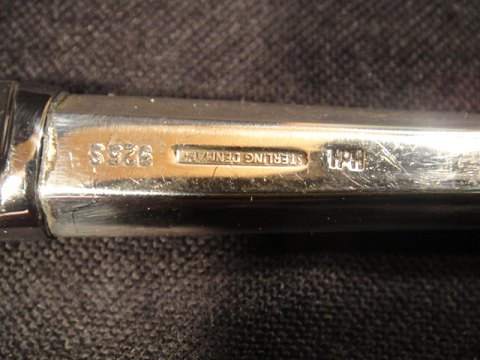 H.H STERLING DENMARK 925S